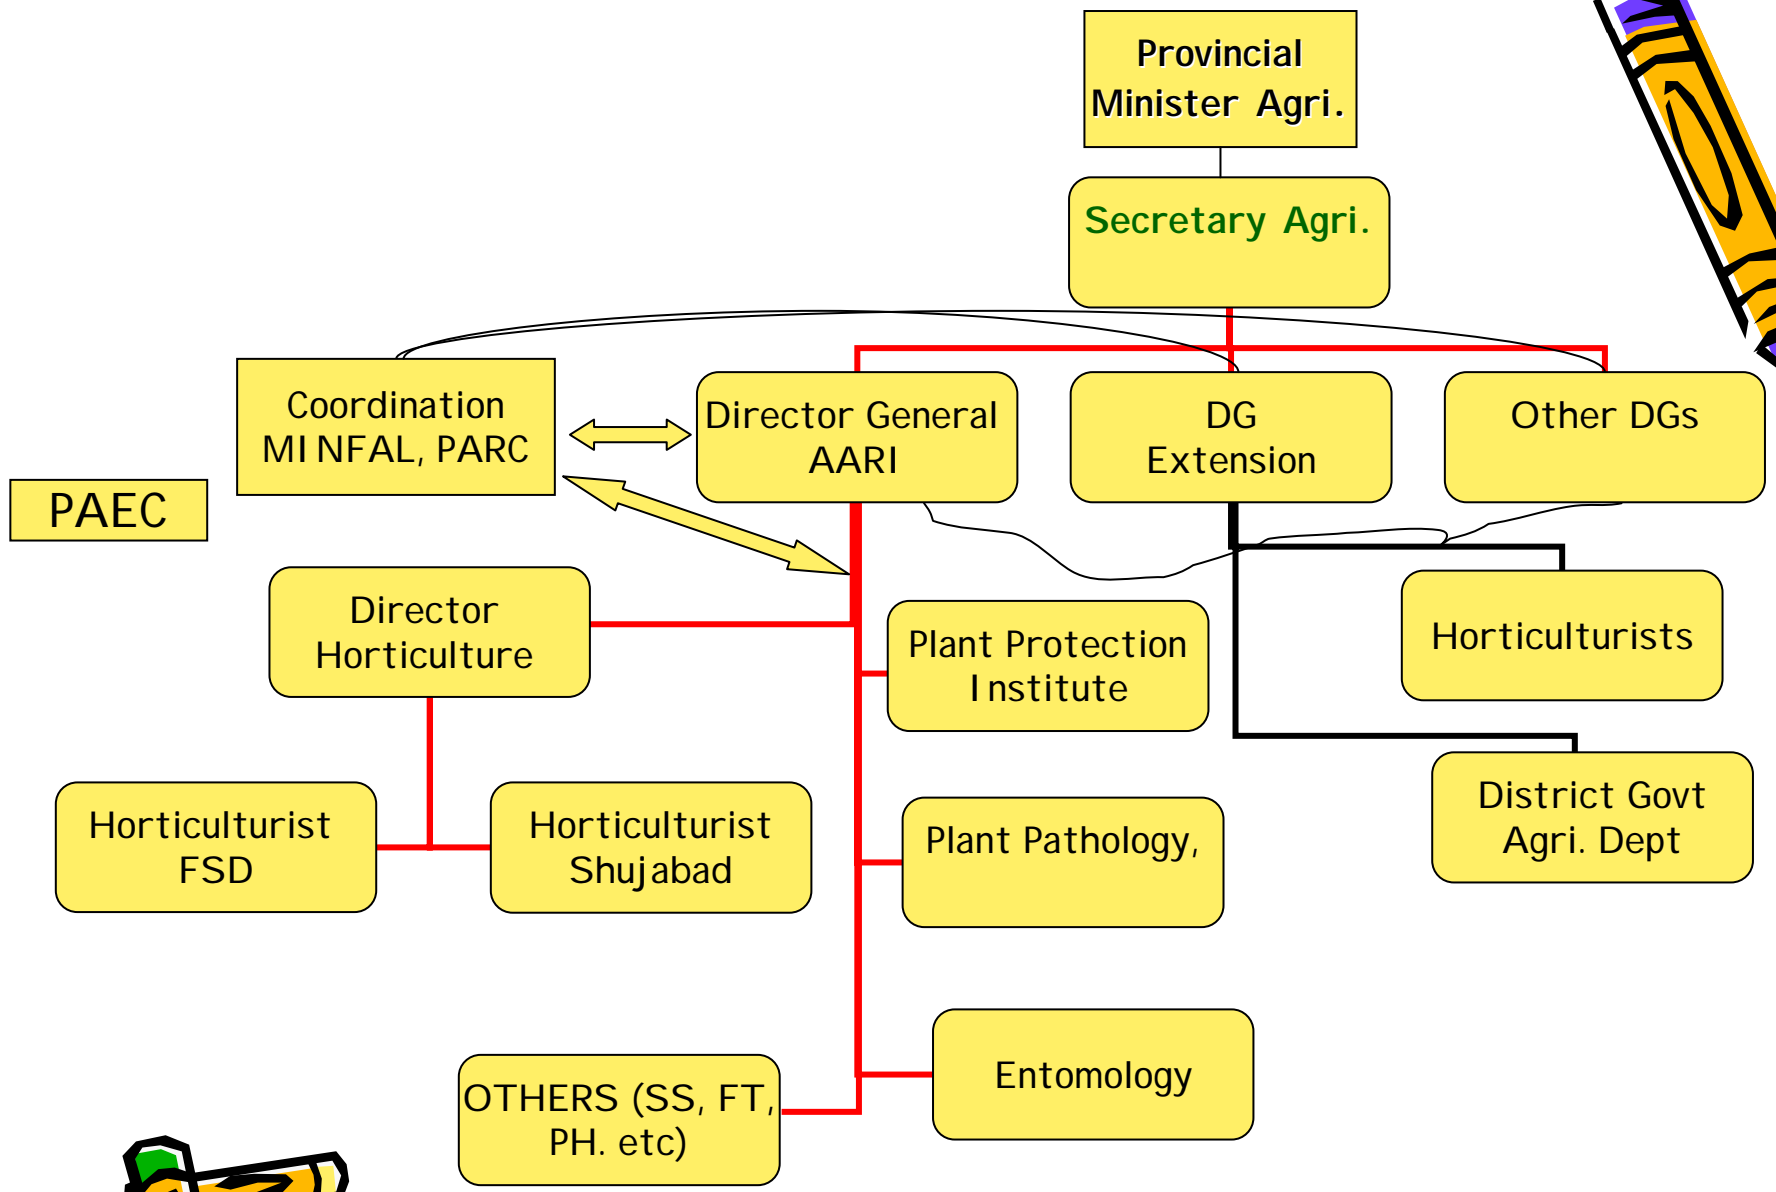 Provincial
Minister Agri.
Secretary Agri.
Coordination
MINFAL, PARC
Director General
AARI
DG
Extension
Other DGs
PAEC
Director
Horticulture
Plant Protection
Institute
Horticulturists
Horticulturist
FSD
Horticulturist
Shujabad
Plant Pathology,
District Govt
Agri. Dept
Entomology
OTHERS (SS, FT,
PH. etc)